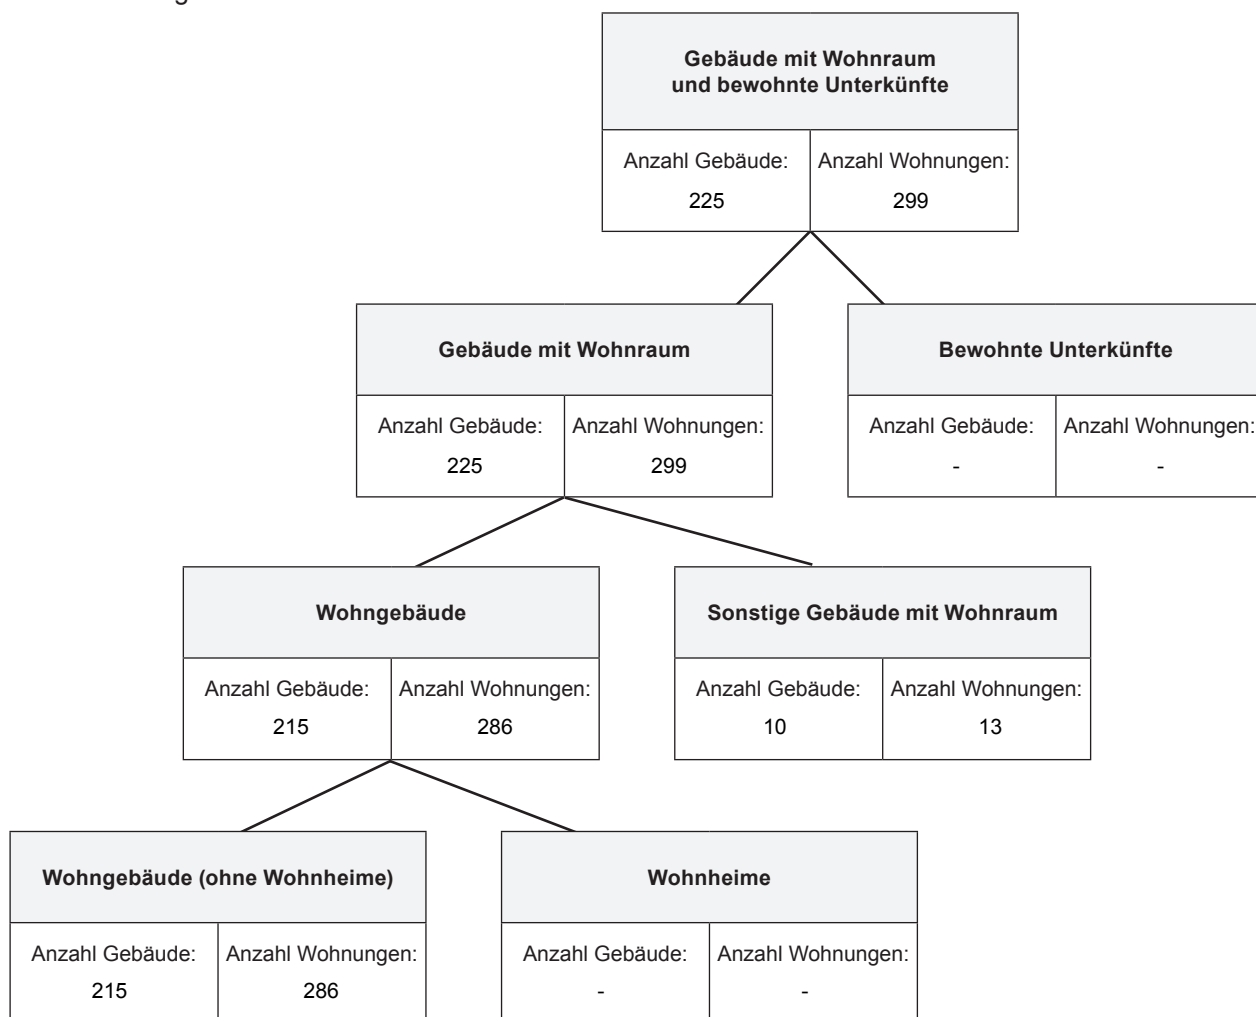 Gebäude mit Wohnraum
und bewohnte Unterkünfte
Anzahl Gebäude: Anzahl Wohnungen:
225 299
Gebäude mit Wohnraum Bewohnte Unterkünfte
Anzahl Gebäude: Anzahl Wohnungen: Anzahl Gebäude: Anzahl Wohnungen:
225 299 - -
Wohngebäude Sonstige Gebäude mit Wohnraum
Anzahl Gebäude: Anzahl Wohnungen: Anzahl Gebäude: Anzahl Wohnungen:
215 286 10 13
Wohngebäude (ohne Wohnheime) Wohnheime
Anzahl Gebäude: Anzahl Wohnungen: Anzahl Gebäude: Anzahl Wohnungen:
215 286 - -